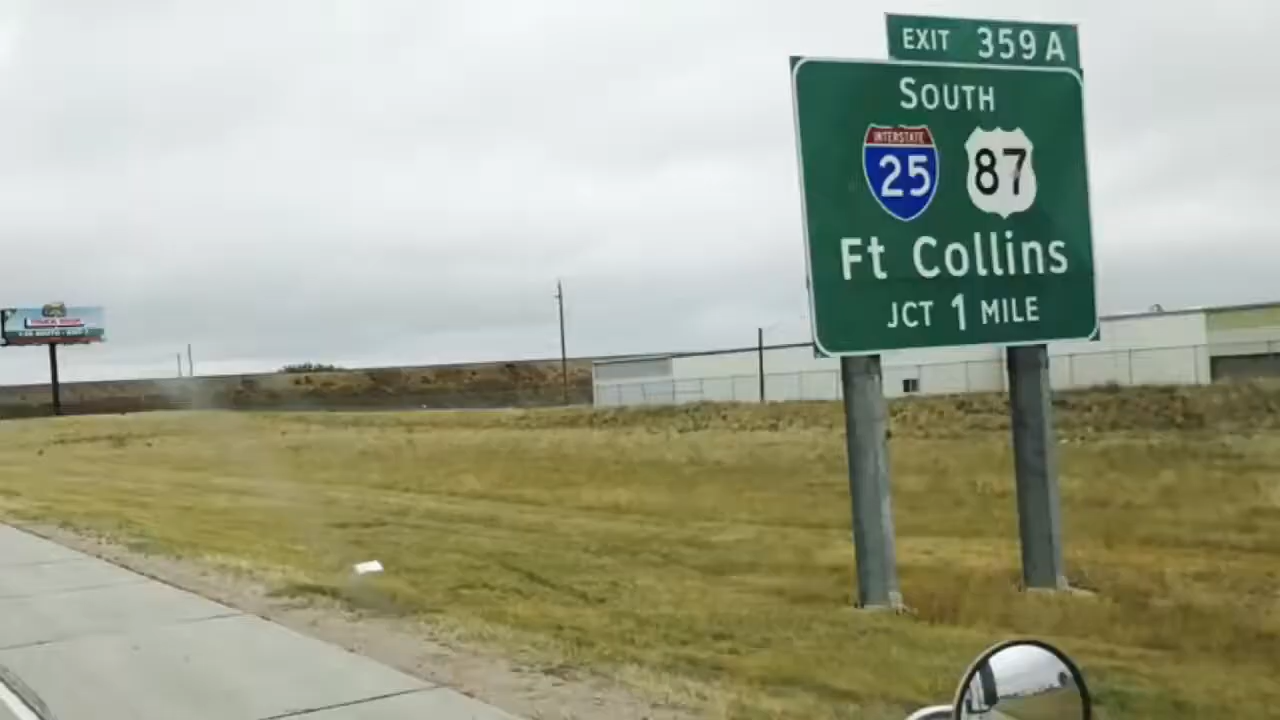 EXIT 359 A
SOUTH
INTERSTATE
25 87
Ft Collins
JCT 1 MILE